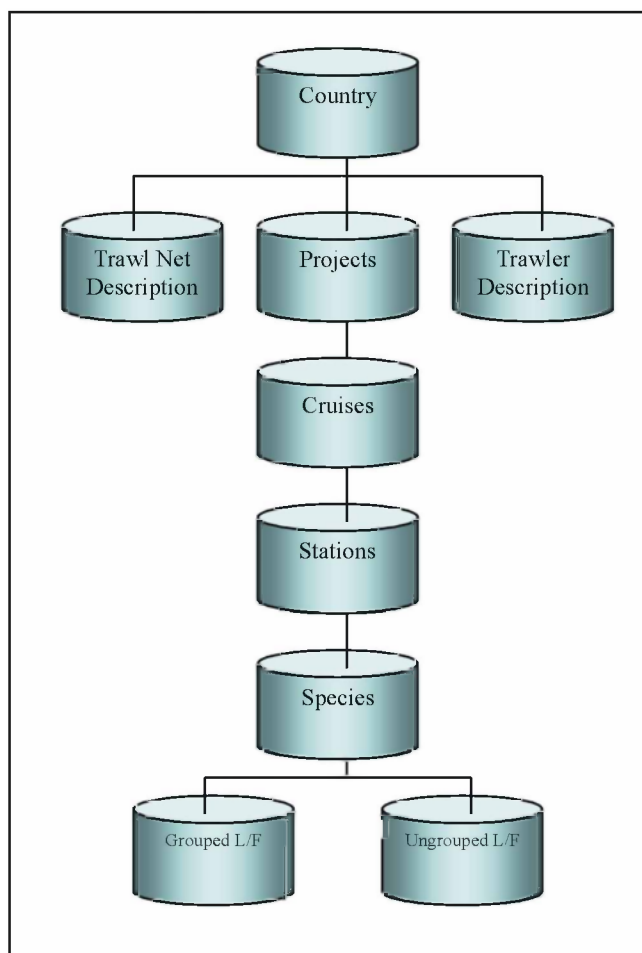 Country
Trawl Net
Description
Projects
Trawler
Description
Cruises
Stations
Species
Grouped L/F
Ungrouped L/F